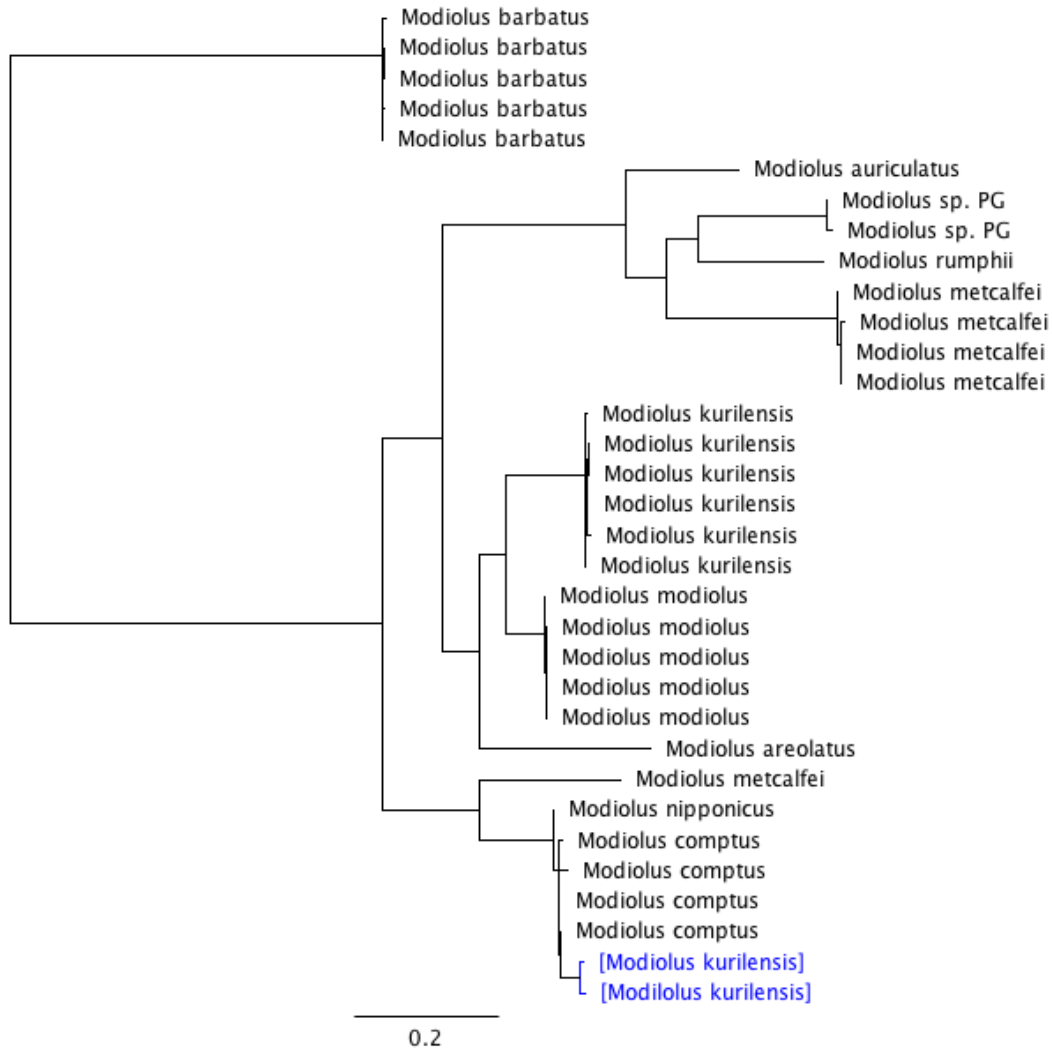 Modiolus barbatus
Modiolus barbatus
Modiolus barbatus
Modiolus barbatus
Modiolus barbatus
Modiolus auriculatus
Modiolus sp. PG
Modiolus sp. PG
Modiolus rumphii
Modiolus metcalfei
Modiolus metcalfei
Modiolus metcalfei
Modiolus metcalfei
Modiolus kurilensis
Modiolus kurilensis
Modiolus kurilensis
Modiolus kurilensis
Modiolus kurilensis
Modiolus kurilensis
Modiolus modiolus
Modiolus modiolus
Modiolus modiolus
Modiolus modiolus
Modiolus modiolus
Modiolus areolatus
Modiolus metcalfei
Modiolus nipponicus
Modiolus comptus
Modiolus comptus
Modiolus comptus
Modiolus comptus
[Modiolus kurilensis]
[Modilolus kurilensis]
0.2